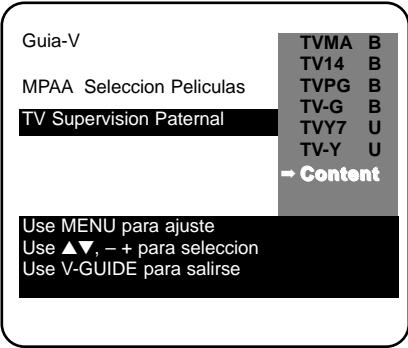 Guia-V
MPAA Seleccion Peliculas
TV Supervision Paternal
TVMA B
TV14 B
TVPG B
TV-G B
TVY7 U
TV-Y U
➡ Content
Use MENU para ajuste
Use ▲▼, – + para seleccion
Use V-GUIDE para salirse